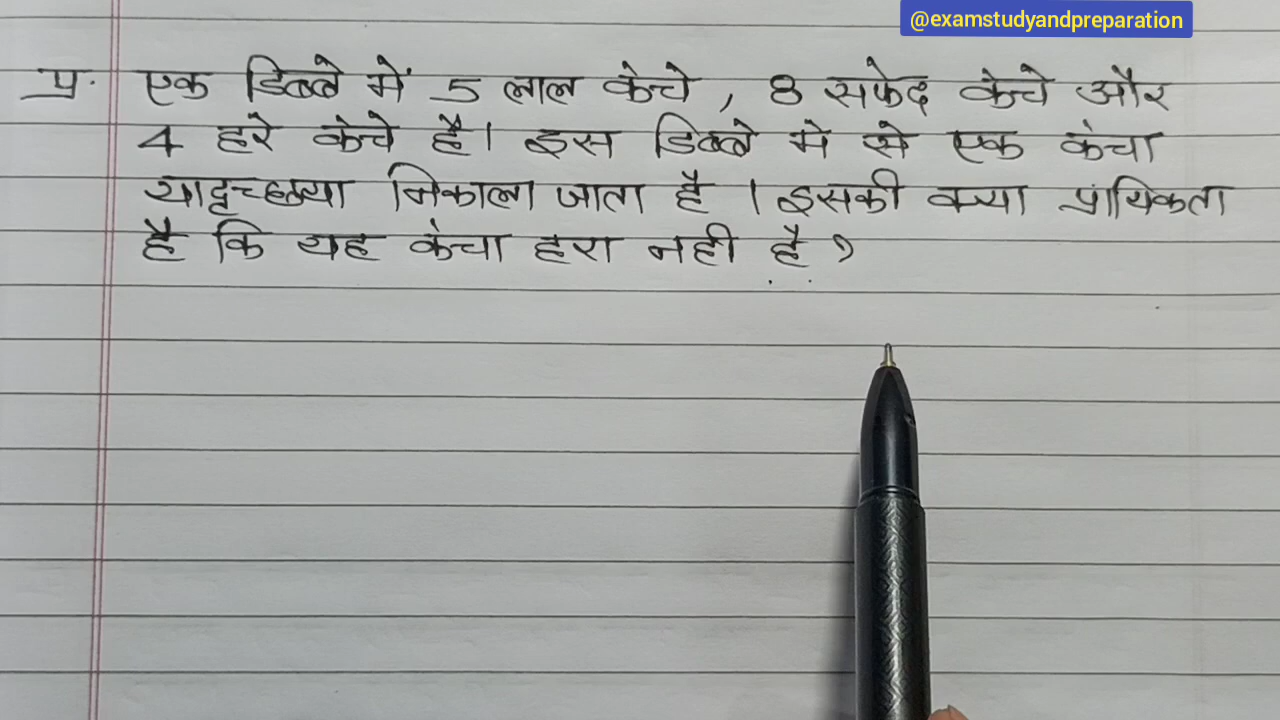 @examstudyandpreparation
प्र. एक डिब्बे में 5 लाल कंचे, 8 सफेद कंचे और
4 हरे कंचे है। इस डिब्बे मे से एक कंचा
यादृच्छया निकाला जाता है । इसकी क्या प्रायिकता
है कि यह कंचा हरा नही है ?